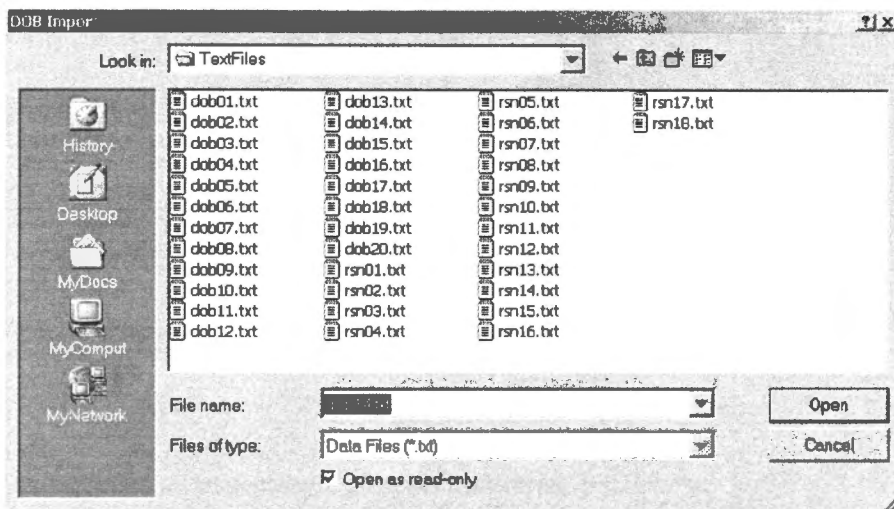 DOB Impor
? x
Look in: TextFiles
History
Desktop
MyDocs
MyComput
MyNetwork
dob01.txt
dob02.txt
dob03.txt
dob04.txt
dob05.txt
dob06.txt
dob07.txt
dob08.txt
dob09.txt
dob10.txt
dob11.txt
dob12.txt
dob13.txt
dob14.txt
dob15.txt
dob16.txt
dob17.txt
dob18.txt
dob19.txt
dob20.txt
rsn01.txt
rsn02.txt
rsn03.txt
rsn04.txt
rsn05.txt
rsn06.txt
rsn07.txt
rsn08.txt
rsn09.txt
rsn10.txt
rsn11.txt
rsn12.txt
rsn13.txt
rsn14.txt
rsn15.txt
rsn16.txt
rsn17.txt
rsn18.txt
File name:
Open
Files of type: Data Files (*.txt)
Cancel
Open as read-only